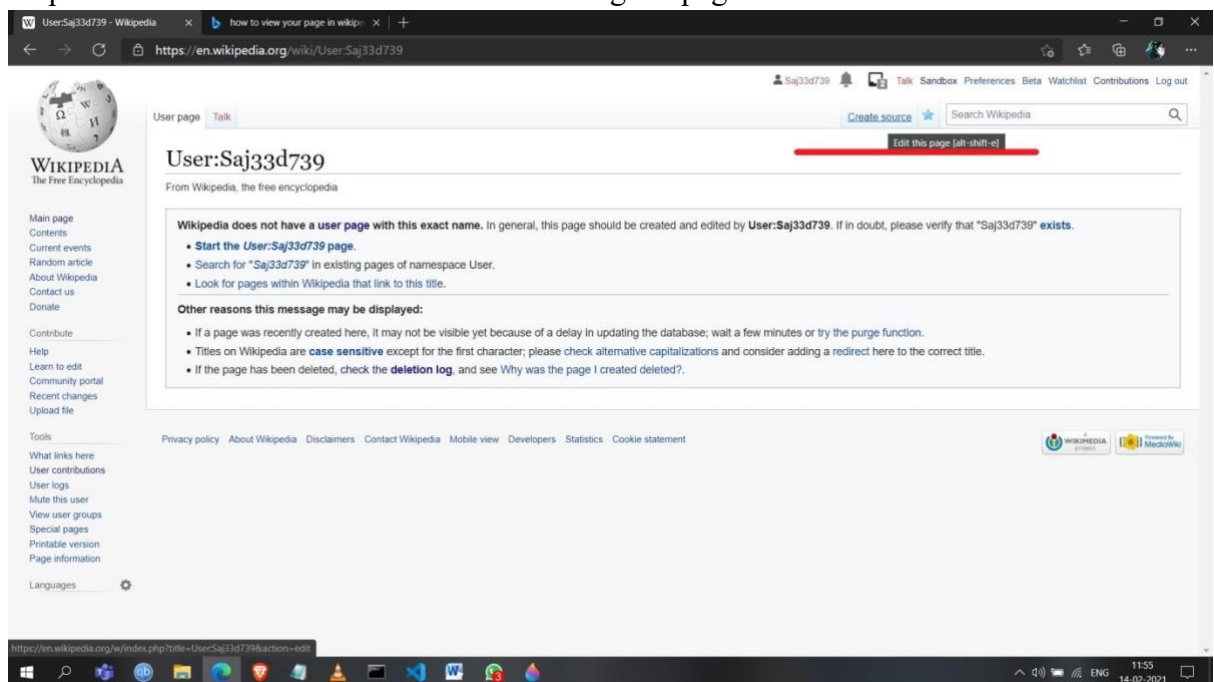 User:Saj33d739 - Wikipedia
how to view your page in wikip
https://en.wikipedia.org/wiki/User:Saj33d739
Saj33d739 Talk Sandbox Preferences Beta Watchlist Contributions Log out
User page Talk Create source Search Wikipedia
Edit this page [alt-shift-e]
WIKIPEDIA
The Free Encyclopedia
User:Saj33d739
From Wikipedia, the free encyclopedia
Main page
Contents
Current events
Random article
About Wikipedia
Contact us
Donate
Contribute
Help
Learn to edit
Community portal
Recent changes
Upload file
Tools
What links here
User contributions
User logs
Mute this user
View user groups
Special pages
Printable version
Page information
Languages
Wikipedia does not have a user page with this exact name. In general, this page should be created and edited by User:Saj33d739. If in doubt, please verify that "Saj33d739" exists.
• Start the User:Saj33d739 page.
• Search for "Saj33d739" in existing pages of namespace User.
• Look for pages within Wikipedia that link to this title.
Other reasons this message may be displayed:
• If a page was recently created here, it may not be visible yet because of a delay in updating the database; wait a few minutes or try the purge function.
• Titles on Wikipedia are case sensitive except for the first character; please check alternative capitalizations and consider adding a redirect here to the correct title.
• If the page has been deleted, check the deletion log, and see Why was the page I created deleted?.
Privacy policy About Wikipedia Disclaimers Contact Wikipedia Mobile view Developers Statistics Cookie statement
A WIKIMEDIA project
Powered by MediaWiki
https://en.wikipedia.org/w/index.php?title=User:Saj33d739&action=edit
ENG
11:55
14-02-2021